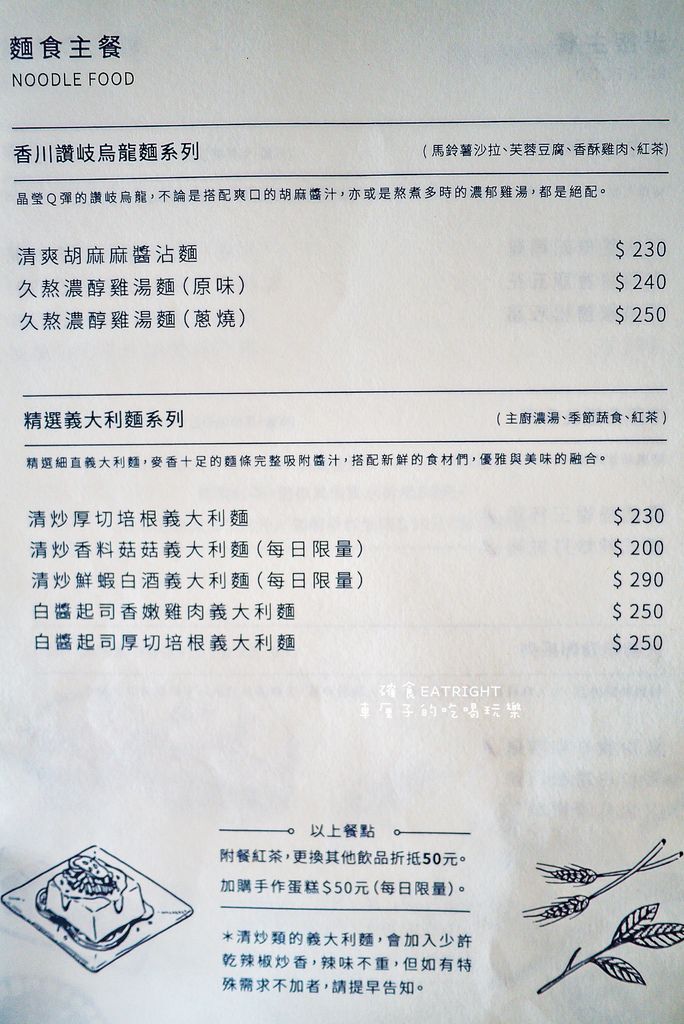 麵食主餐
NOODLE FOOD
香川讚岐烏龍麵系列 (馬鈴薯沙拉、芙蓉豆腐、香酥雞肉、紅茶)
晶瑩Q彈的讚岐烏龍，不論是搭配爽口的胡麻醬汁，亦或是熬煮多時的濃郁雞湯，都是絕配。
清爽胡麻麻醬沾麵 $ 230
久熬濃醇雞湯麵(原味) $ 240
久熬濃醇雞湯麵(蔥燒) $ 250
精選義大利麵系列 (主廚濃湯、季節蔬食、紅茶)
精選細直義大利麵，麥香十足的麵條完整吸附醬汁，搭配新鮮的食材們，優雅與美味的融合。
清炒厚切培根義大利麵 $ 230
清炒香料菇菇義大利麵(每日限量) $ 200
清炒鮮蝦白酒義大利麵(每日限量) $ 290
白醬起司香嫩雞肉義大利麵 $ 250
白醬起司厚切培根義大利麵 $ 250
確食EATRIGHT
車厘子的吃喝玩樂
以上餐點
附餐紅茶，更換其他飲品折抵50元。
加購手作蛋糕$50元(每日限量)。
＊清炒類的義大利麵，會加入少許
乾辣椒炒香，辣味不重，但如有特
殊需求不加者，請提早告知。